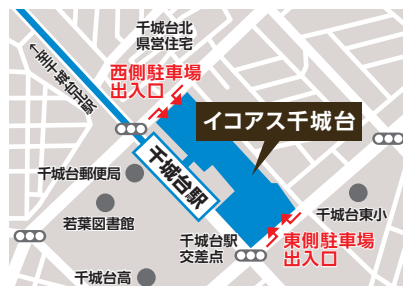 千城台北
県営住宅
↑至千城台北駅
西側駐車場
出入口
イコアス千城台
千城台駅
千城台郵便局
若葉図書館
千城台東小
千城台駅
交差点
東側駐車場
出入口
千城台高